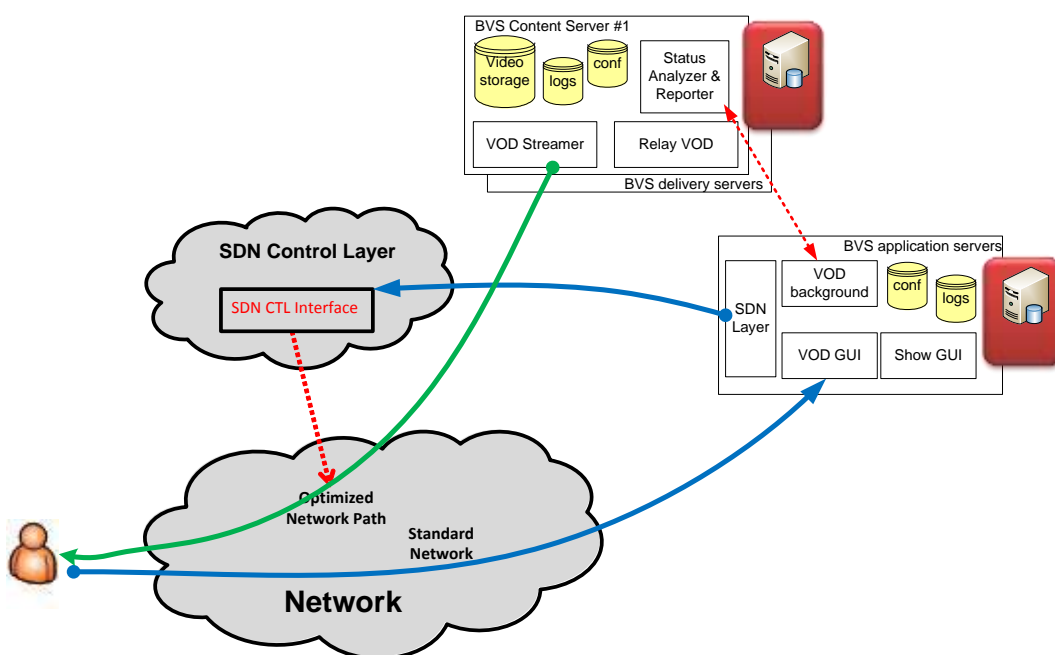 BVS Content Server #1
Video
storage
logs
conf
Status
Analyzer &
Reporter
VOD Streamer
Relay VOD
BVS delivery servers
SDN Control Layer
SDN CTL Interface
BVS application servers
SDN
Layer
VOD
background
conf
logs
VOD GUI
Show GUI
Optimized
Network Path
Standard
Network
Network